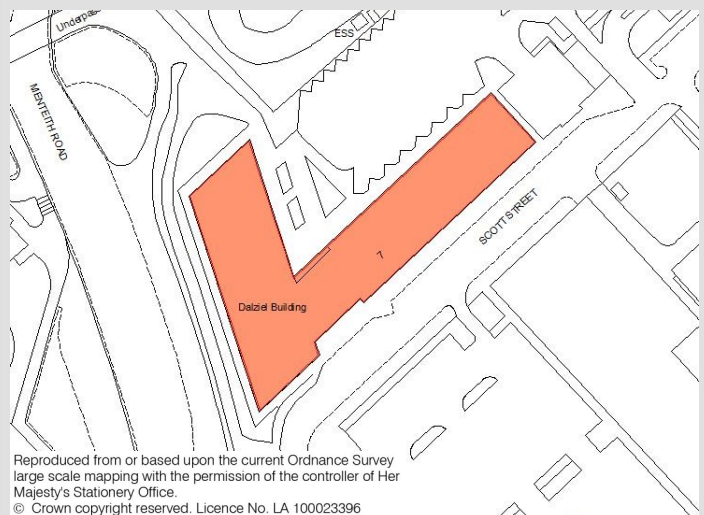 Underpa
ESS
MENTEITH ROAD
SCOTT STREET
7
Dalziel Building
Reproduced from or based upon the current Ordnance Survey
large scale mapping with the permission of the controller of Her
Majesty's Stationery Office.
© Crown copyright reserved. Licence No. LA 100023396